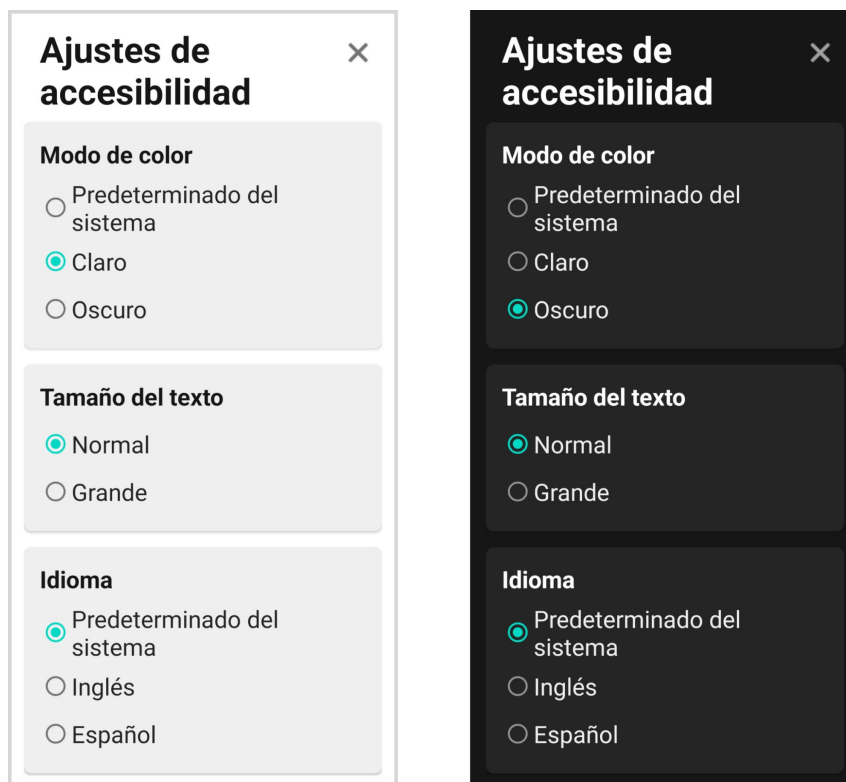 Ajustes de
accesibilidad
Modo de color
Predeterminado del
sistema
Claro
Oscuro
Tamaño del texto
Normal
Grande
Idioma
Predeterminado del
sistema
Inglés
Español
Ajustes de
accesibilidad
Modo de color
Predeterminado del
sistema
Claro
Oscuro
Tamaño del texto
Normal
Grande
Idioma
Predeterminado del
sistema
Inglés
Español